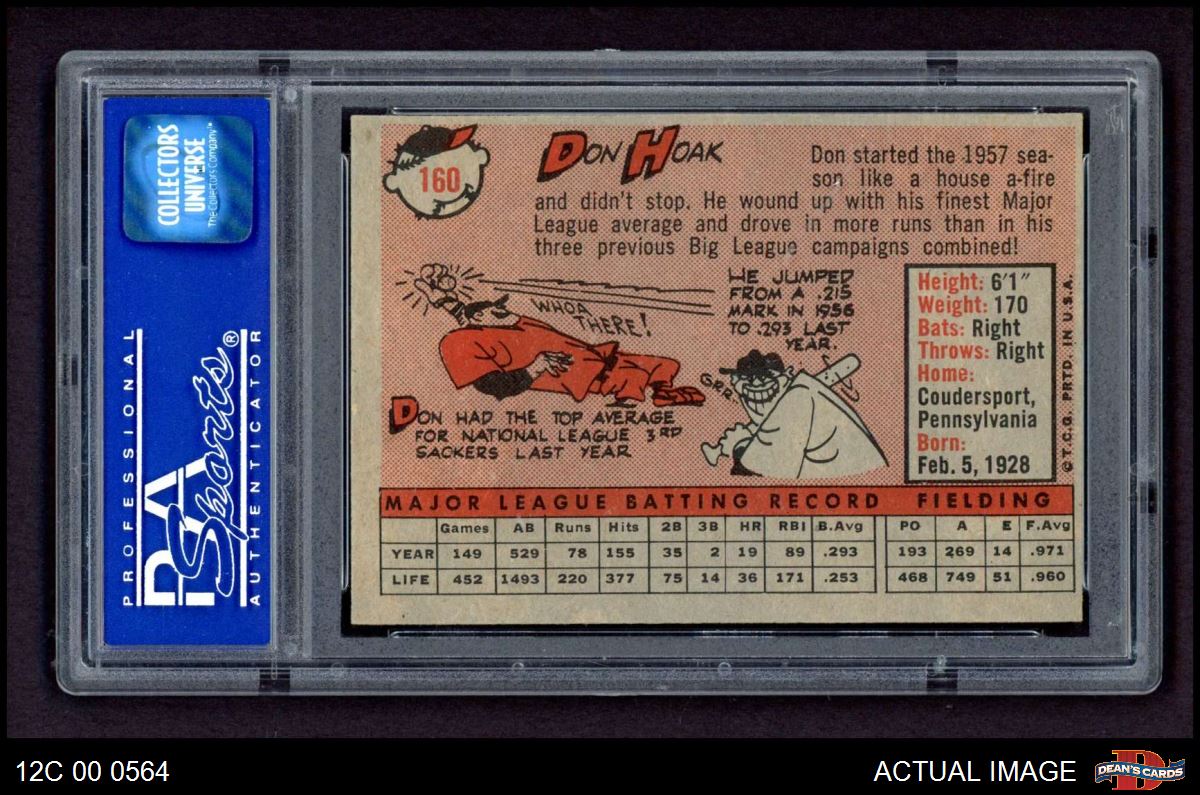 COLLECTORS
UNIVERSE
The Collectors Company™
PROFESSIONAL
PSA
Sports®
AUTHENTICATOR
160
DON HOAK
Don started the 1957 sea-
son like a house a-fire
and didn't stop. He wound up with his finest Major
League average and drove in more runs than in his
three previous Big League campaigns combined!
WHOA THERE!
HE JUMPED
FROM A .215
MARK IN 1956
TO .293 LAST
YEAR.
GRR
DON HAD THE TOP AVERAGE
FOR NATIONAL LEAGUE 3RD
SACKERS LAST YEAR
Height: 6'1"
Weight: 170
Bats: Right
Throws: Right
Home:
Coudersport,
Pennsylvania
Born:
Feb. 5, 1928
© T.C.G. PRTD. IN U.S.A.
MAJOR LEAGUE BATTING RECORD FIELDING
Games AB Runs Hits 2B 3B HR RBI B.Avg PO A E F.Avg
YEAR 149 529 78 155 35 2 19 89 .293 193 269 14 .971
LIFE 452 1493 220 377 75 14 36 171 .253 468 749 51 .960
12C 00 0564
ACTUAL IMAGE
D
DEAN'S CARDS